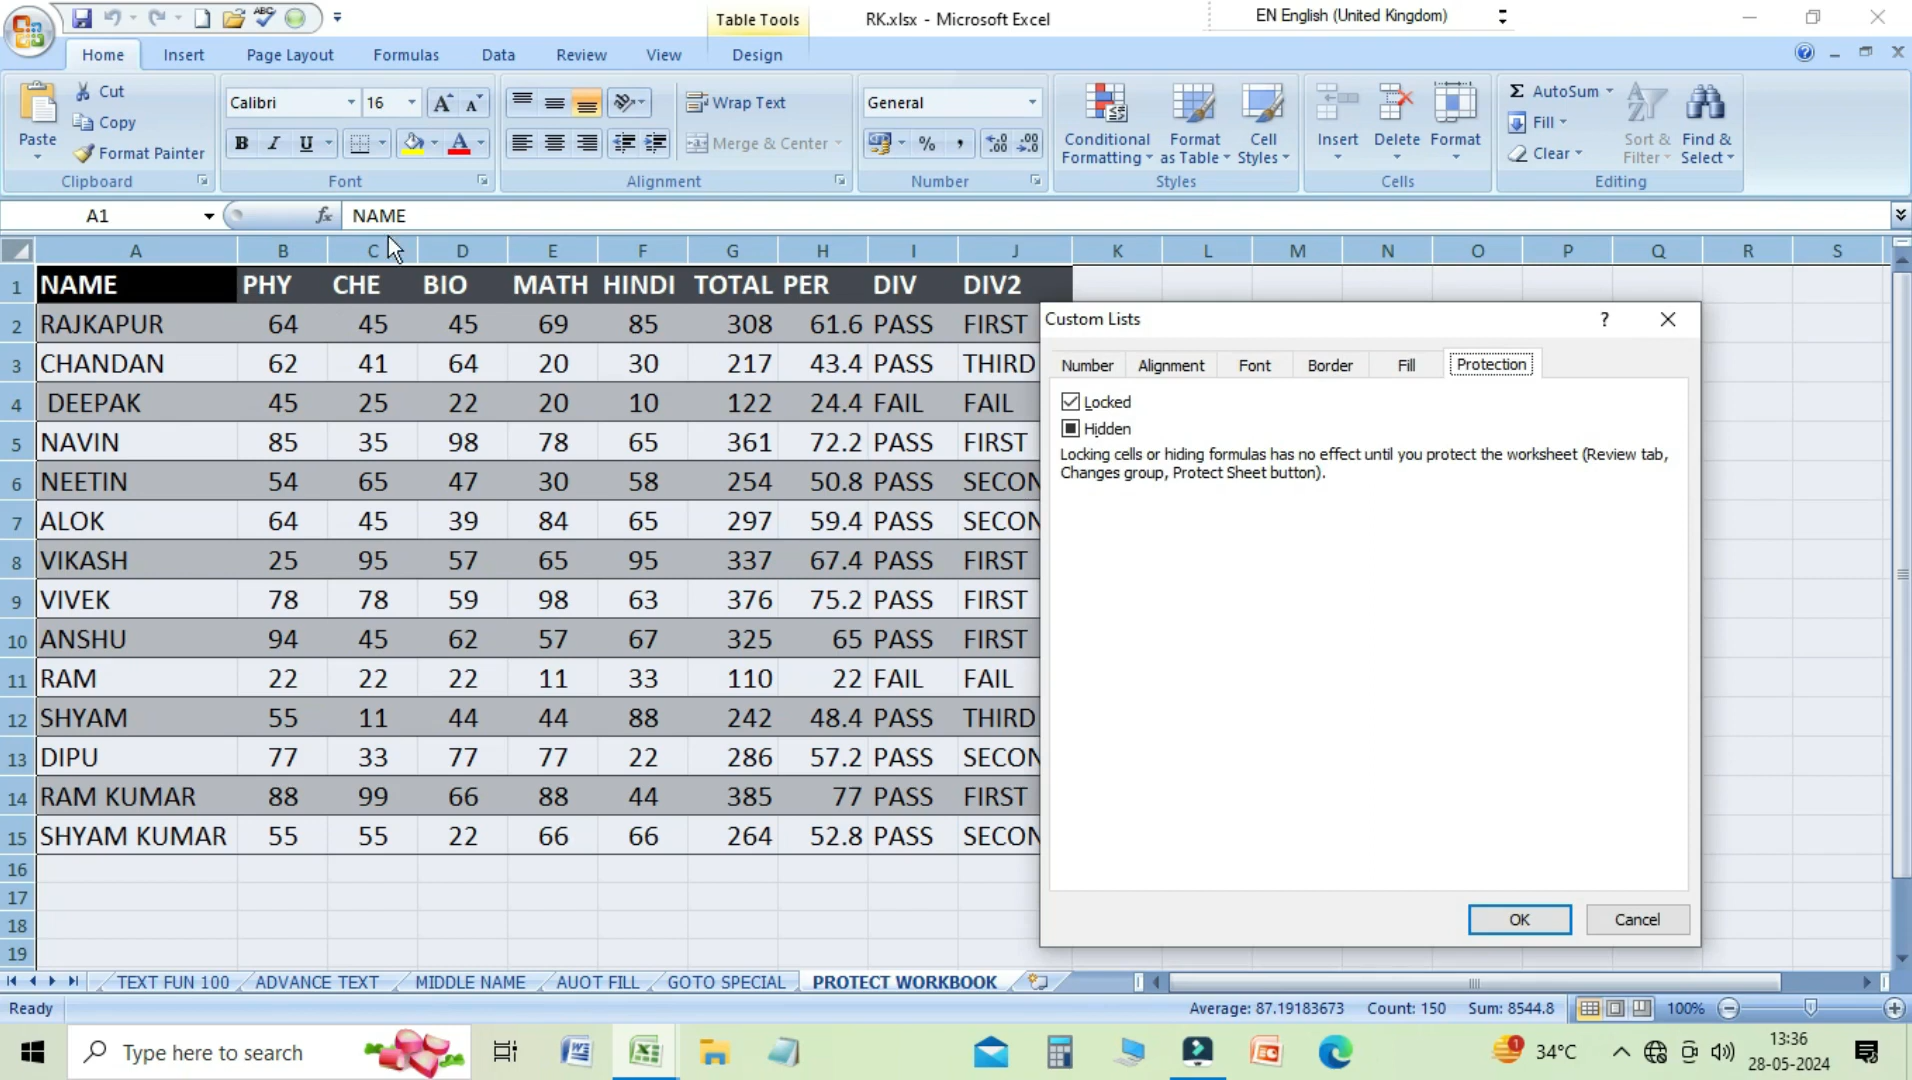 Table Tools
RK.xlsx - Microsoft Excel
EN English (United Kingdom)
Home Insert Page Layout Formulas Data Review View Design
Paste
Cut
Copy
Format Painter
Clipboard
Calibri 16
B I U
Font
Wrap Text
Merge & Center
Alignment
General
% , .00
Number
Conditional Formatting
Format as Table
Cell Styles
Styles
Insert Delete Format
Cells
Σ AutoSum
Fill
Clear
Sort & Filter
Find & Select
Editing
A1 fx NAME
A B C D E F G H I J K L M N O P Q R S
1 NAME PHY CHE BIO MATH HINDI TOTAL PER DIV DIV2
2 RAJKAPUR 64 45 45 69 85 308 61.6 PASS FIRST
3 CHANDAN 62 41 64 20 30 217 43.4 PASS THIRD
4 DEEPAK 45 25 22 20 10 122 24.4 FAIL FAIL
5 NAVIN 85 35 98 78 65 361 72.2 PASS FIRST
6 NEETIN 54 65 47 30 58 254 50.8 PASS SECON
7 ALOK 64 45 39 84 65 297 59.4 PASS SECON
8 VIKASH 25 95 57 65 95 337 67.4 PASS FIRST
9 VIVEK 78 78 59 98 63 376 75.2 PASS FIRST
10 ANSHU 94 45 62 57 67 325 65 PASS FIRST
11 RAM 22 22 22 11 33 110 22 FAIL FAIL
12 SHYAM 55 11 44 44 88 242 48.4 PASS THIRD
13 DIPU 77 33 77 77 22 286 57.2 PASS SECON
14 RAM KUMAR 88 99 66 88 44 385 77 PASS FIRST
15 SHYAM KUMAR 55 55 22 66 66 264 52.8 PASS SECON
16
17
18
19
Custom Lists ?
Number Alignment Font Border Fill Protection
Locked
Hidden
Locking cells or hiding formulas has no effect until you protect the worksheet (Review tab,
Changes group, Protect Sheet button).
OK Cancel
TEXT FUN 100 ADVANCE TEXT MIDDLE NAME AUOT FILL GOTO SPECIAL PROTECT WORKBOOK
Ready Average: 87.19183673 Count: 150 Sum: 8544.8 100%
Type here to search
34°C
13:36
28-05-2024